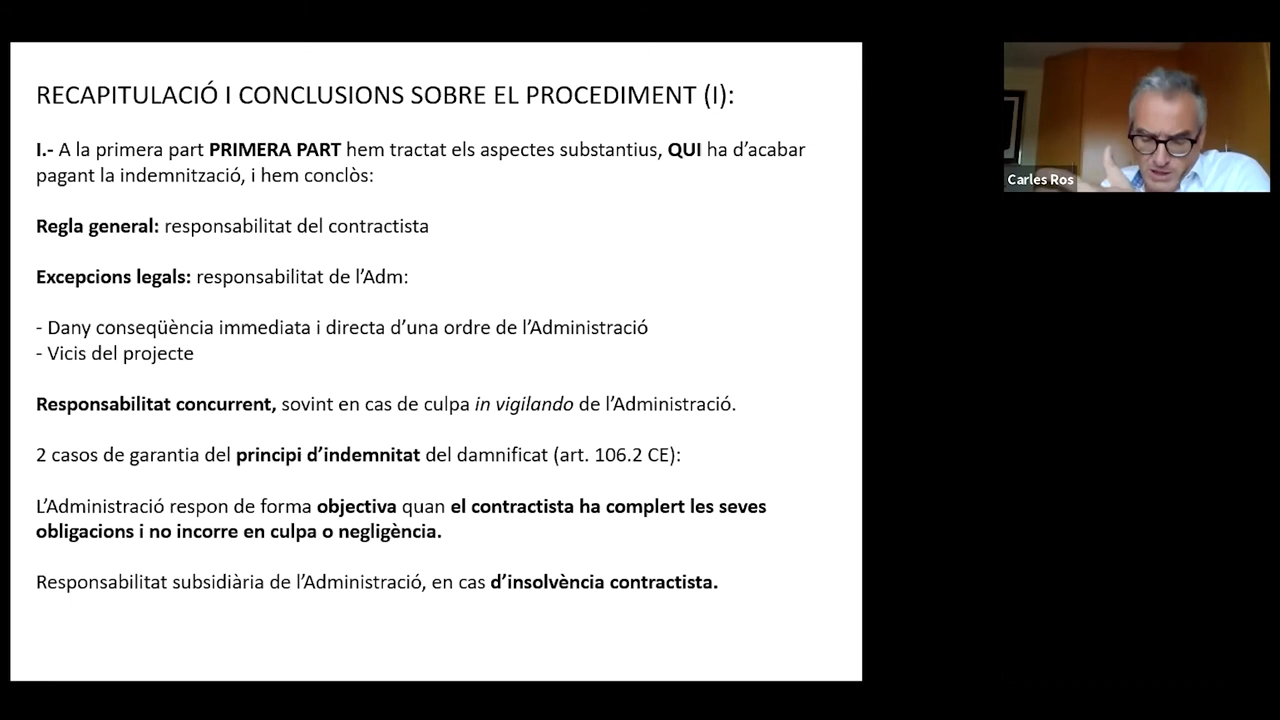 RECAPITULACIÓ I CONCLUSIONS SOBRE EL PROCEDIMENT (I):
I.- A la primera part PRIMERA PART hem tractat els aspectes substantius, QUI ha d’acabar
pagant la indemnització, i hem conclòs:
Regla general: responsabilitat del contractista
Excepcions legals: responsabilitat de l’Adm:
- Dany conseqüència immediata i directa d’una ordre de l’Administració
- Vicis del projecte
Responsabilitat concurrent, sovint en cas de culpa in vigilando de l’Administració.
2 casos de garantia del principi d’indemnitat del damnificat (art. 106.2 CE):
L’Administració respon de forma objectiva quan el contractista ha complert les seves
obligacions i no incorre en culpa o negligència.
Responsabilitat subsidiària de l’Administració, en cas d’insolvència contractista.
Carles Ros